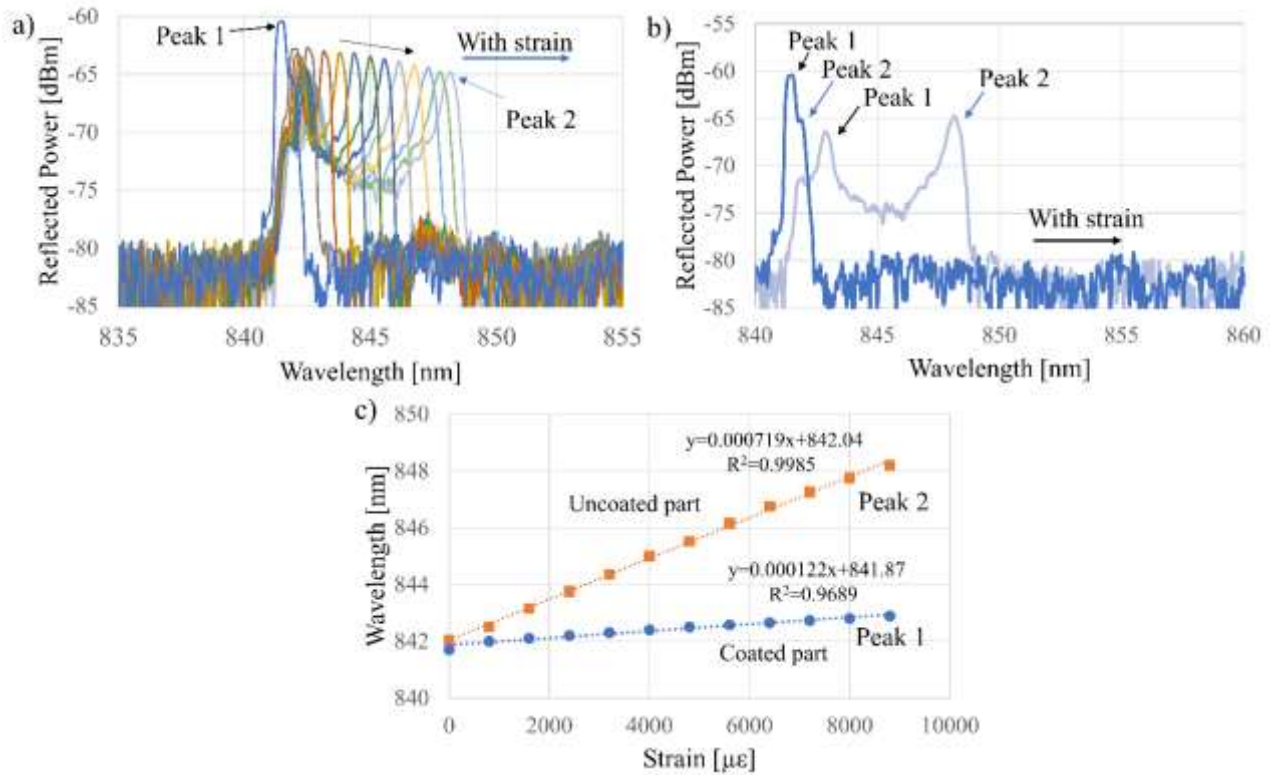 a)
-60
-65
-70
-75
-80
-85
Reflected Power [dBm]
Peak 1
With strain
Peak 2
835
840
845
850
855
Wavelength [nm]
b)
-55
-60
-65
-70
-75
-80
-85
Reflected Power [dBm]
Peak 1
Peak 2
Peak 1
Peak 2
With strain
840
845
850
855
860
Wavelength [nm]
c)
850
848
846
844
842
840
Wavelength [nm]
y=0.000719x+842.04
R²=0.9985
Uncoated part
Peak 2
y=0.000122x+841.87
R²=0.9689
Peak 1
Coated part
0
2000
4000
6000
8000
10000
Strain [με]